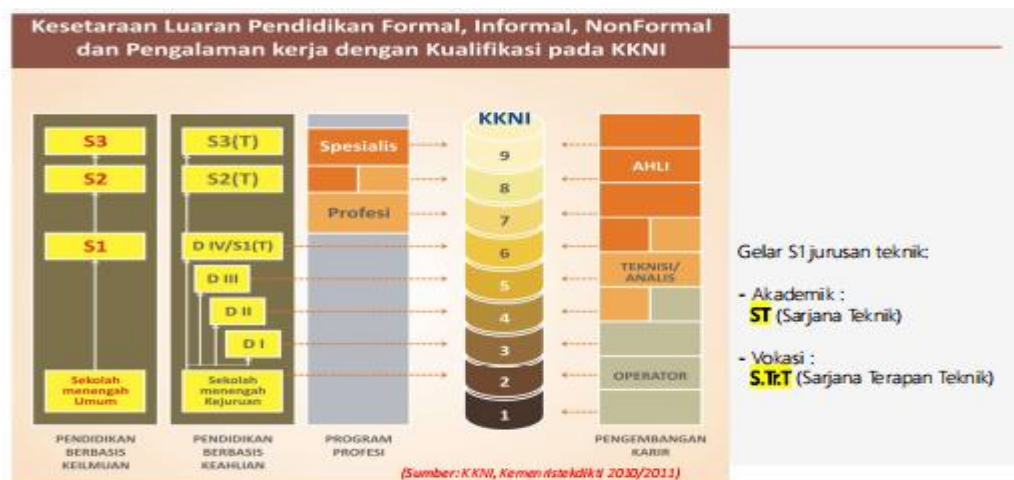 Kesetaraan Luaran Pendidikan Formal, Informal, NonFormal
dan Pengalaman kerja dengan Kualifikasi pada KKNI
S3
S2
S1
Sekolah
menengah
Umum
PENDIDIKAN
BERBASIS
KEILMUAN
S3(T)
S2(T)
D IV/S1(T)
D III
D II
D I
Sekolah
menengah
Kejuruan
PENDIDIKAN
BERBASIS
KEAHLIAN
Spesialis
Profesi
PROGRAM
PROFESI
KKNI
9
8
7
6
5
4
3
2
1
AHLI
TEKNISI/
ANALIS
OPERATOR
PENGEMBANGAN
KARIR
(Sumber: KKNI, Kemenristekdikti 2010/2011)
Gelar S1 jurusan teknik:
- Akademik :
ST (Sarjana Teknik)
- Vokasi :
S.Tr.T (Sarjana Terapan Teknik)